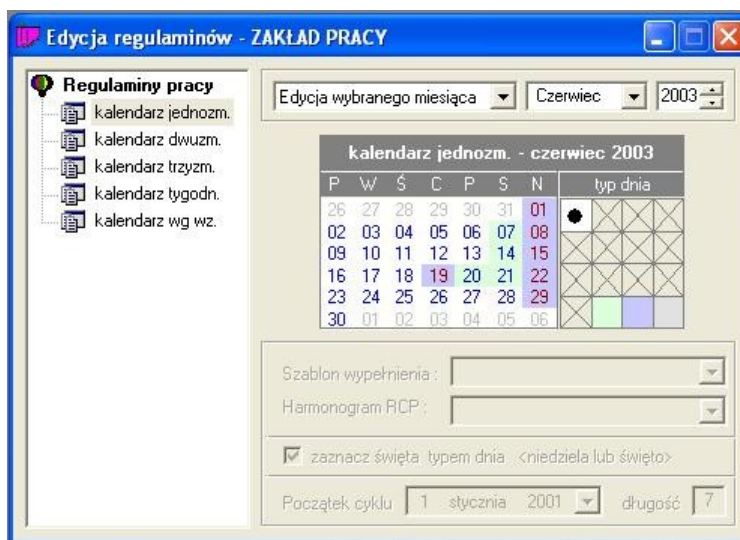 Edycja regulaminów - ZAKŁAD PRACY
Regulaminy pracy
kalendarz jednozm.
kalendarz dwuzm.
kalendarz trzyzm.
kalendarz tygodn.
kalendarz wg wz.
Edycja wybranego miesiąca Czerwiec 2003
kalendarz jednozm. - czerwiec 2003
P W Ś C P S N typ dnia
26 27 28 29 30 31 01
02 03 04 05 06 07 08
09 10 11 12 13 14 15
16 17 18 19 20 21 22
23 24 25 26 27 28 29
30 01 02 03 04 05 06
Szablon wypełnienia :
Harmonogram RCP :
zaznacz święta typem dnia <niedziela lub święto>
Początek cyklu 1 stycznia 2001 długość 7